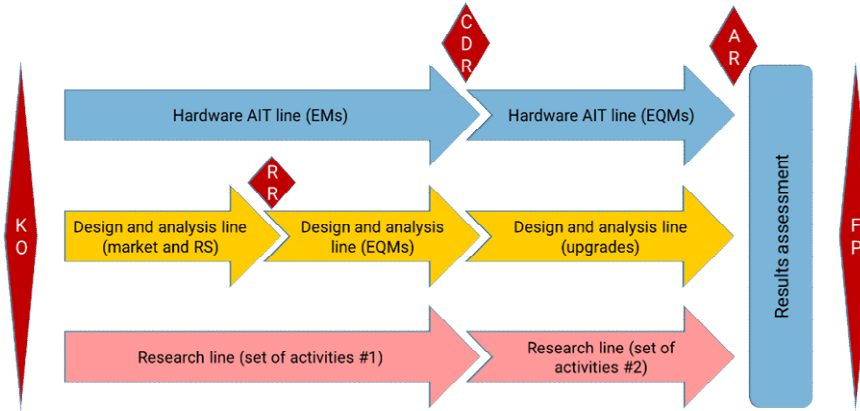 C
D
R
A
R
Hardware AIT line (EMs)
Hardware AIT line (EQMs)
R
R
K
O
Design and analysis line
(market and RS)
Design and analysis
line (EQMs)
Design and analysis line
(upgrades)
Results assessment
F
P
Research line (set of activities #1)
Research line (set of
activities #2)